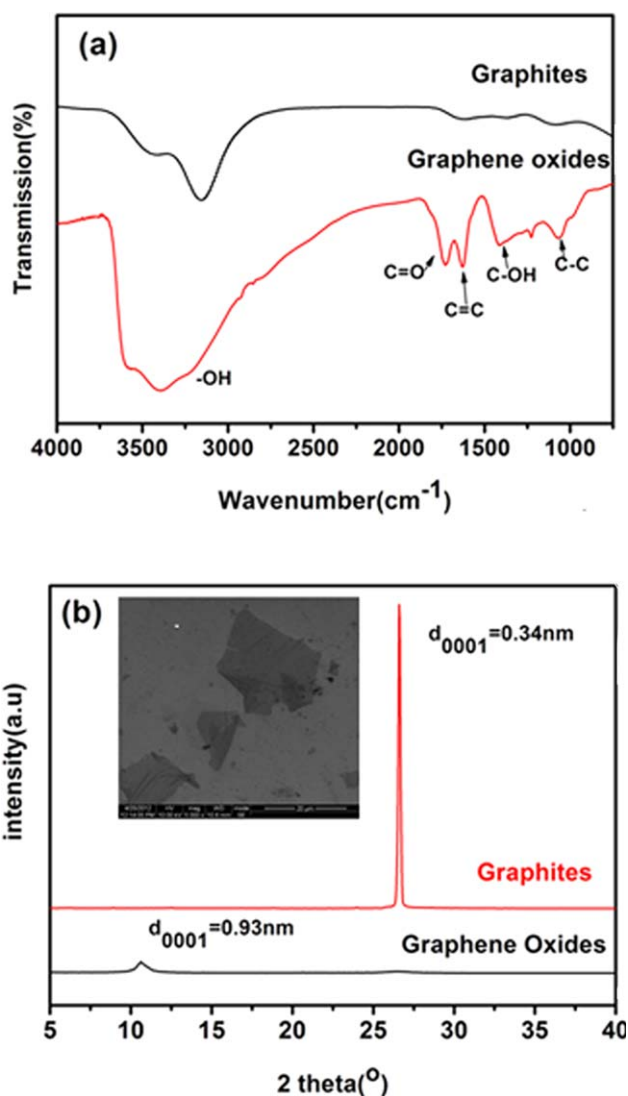 (a)
Graphites
Graphene oxides
C=O
C=C
C-OH
C-C
-OH
Transmission(%)
4000 3500 3000 2500 2000 1500 1000
Wavenumber(cm⁻¹)
(b)
d₀₀₀₁=0.34nm
Graphites
d₀₀₀₁=0.93nm
Graphene Oxides
intensity(a.u)
5 10 15 20 25 30 35 40
2 theta(º)